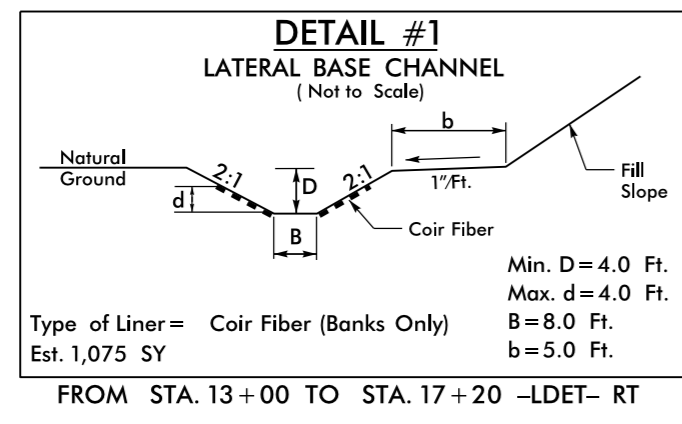 DETAIL #1
LATERAL BASE CHANNEL
( Not to Scale)
b
Natural
Ground
2:1
D
2:1
1"/Ft.
Fill
Slope
d
B
Coir Fiber
Min. D=4.0 Ft.
Max. d=4.0 Ft.
Type of Liner= Coir Fiber (Banks Only)
B=8.0 Ft.
Est. 1,075 SY
b=5.0 Ft.
FROM STA. 13+00 TO STA. 17+20 –LDET– RT